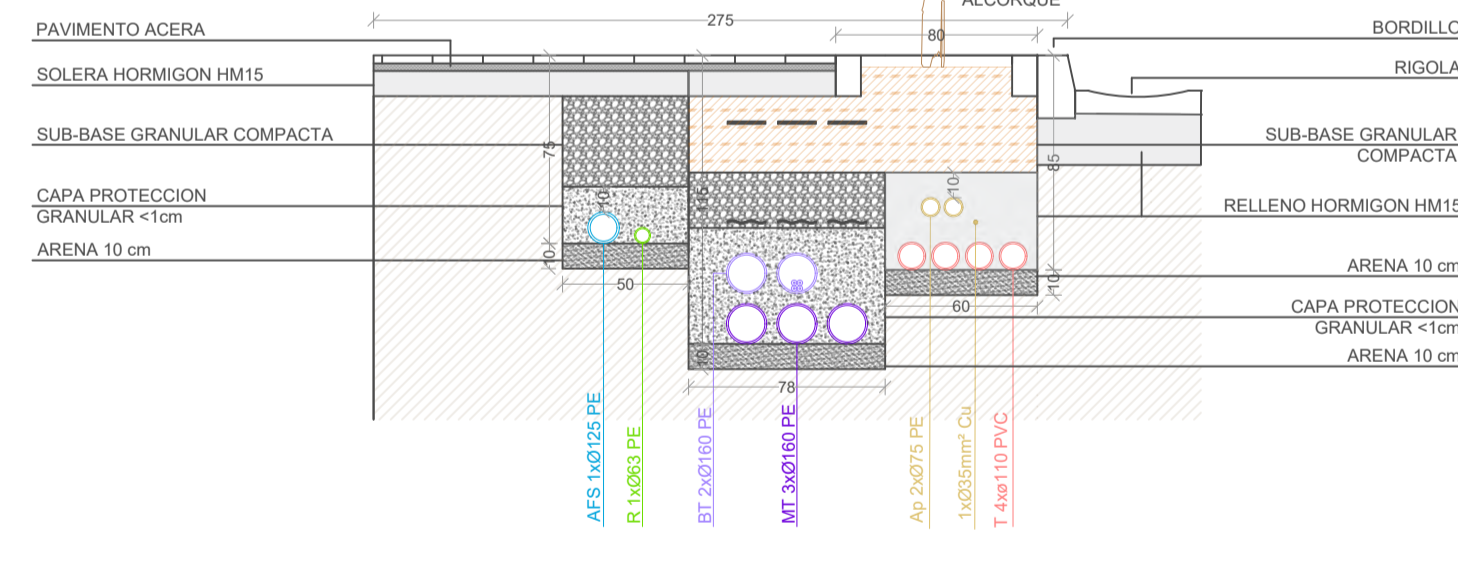 ALCORQUE
275
80
PAVIMENTO ACERA
SOLERA HORMIGON HM15
SUB-BASE GRANULAR COMPACTA
CAPA PROTECCION
GRANULAR <1cm
ARENA 10 cm
BORDILLO
RIGOLA
SUB-BASE GRANULAR
COMPACTA
RELLENO HORMIGON HM15
ARENA 10 cm
CAPA PROTECCION
GRANULAR <1cm
ARENA 10 cm
75
10
10
50
115
10
78
10
85
10
60
AFS 1xØ125 PE
R 1xØ63 PE
BT 2xØ160 PE
MT 3xØ160 PE
Ap 2xØ75 PE
1xØ35mm² Cu
T 4xø110 PVC